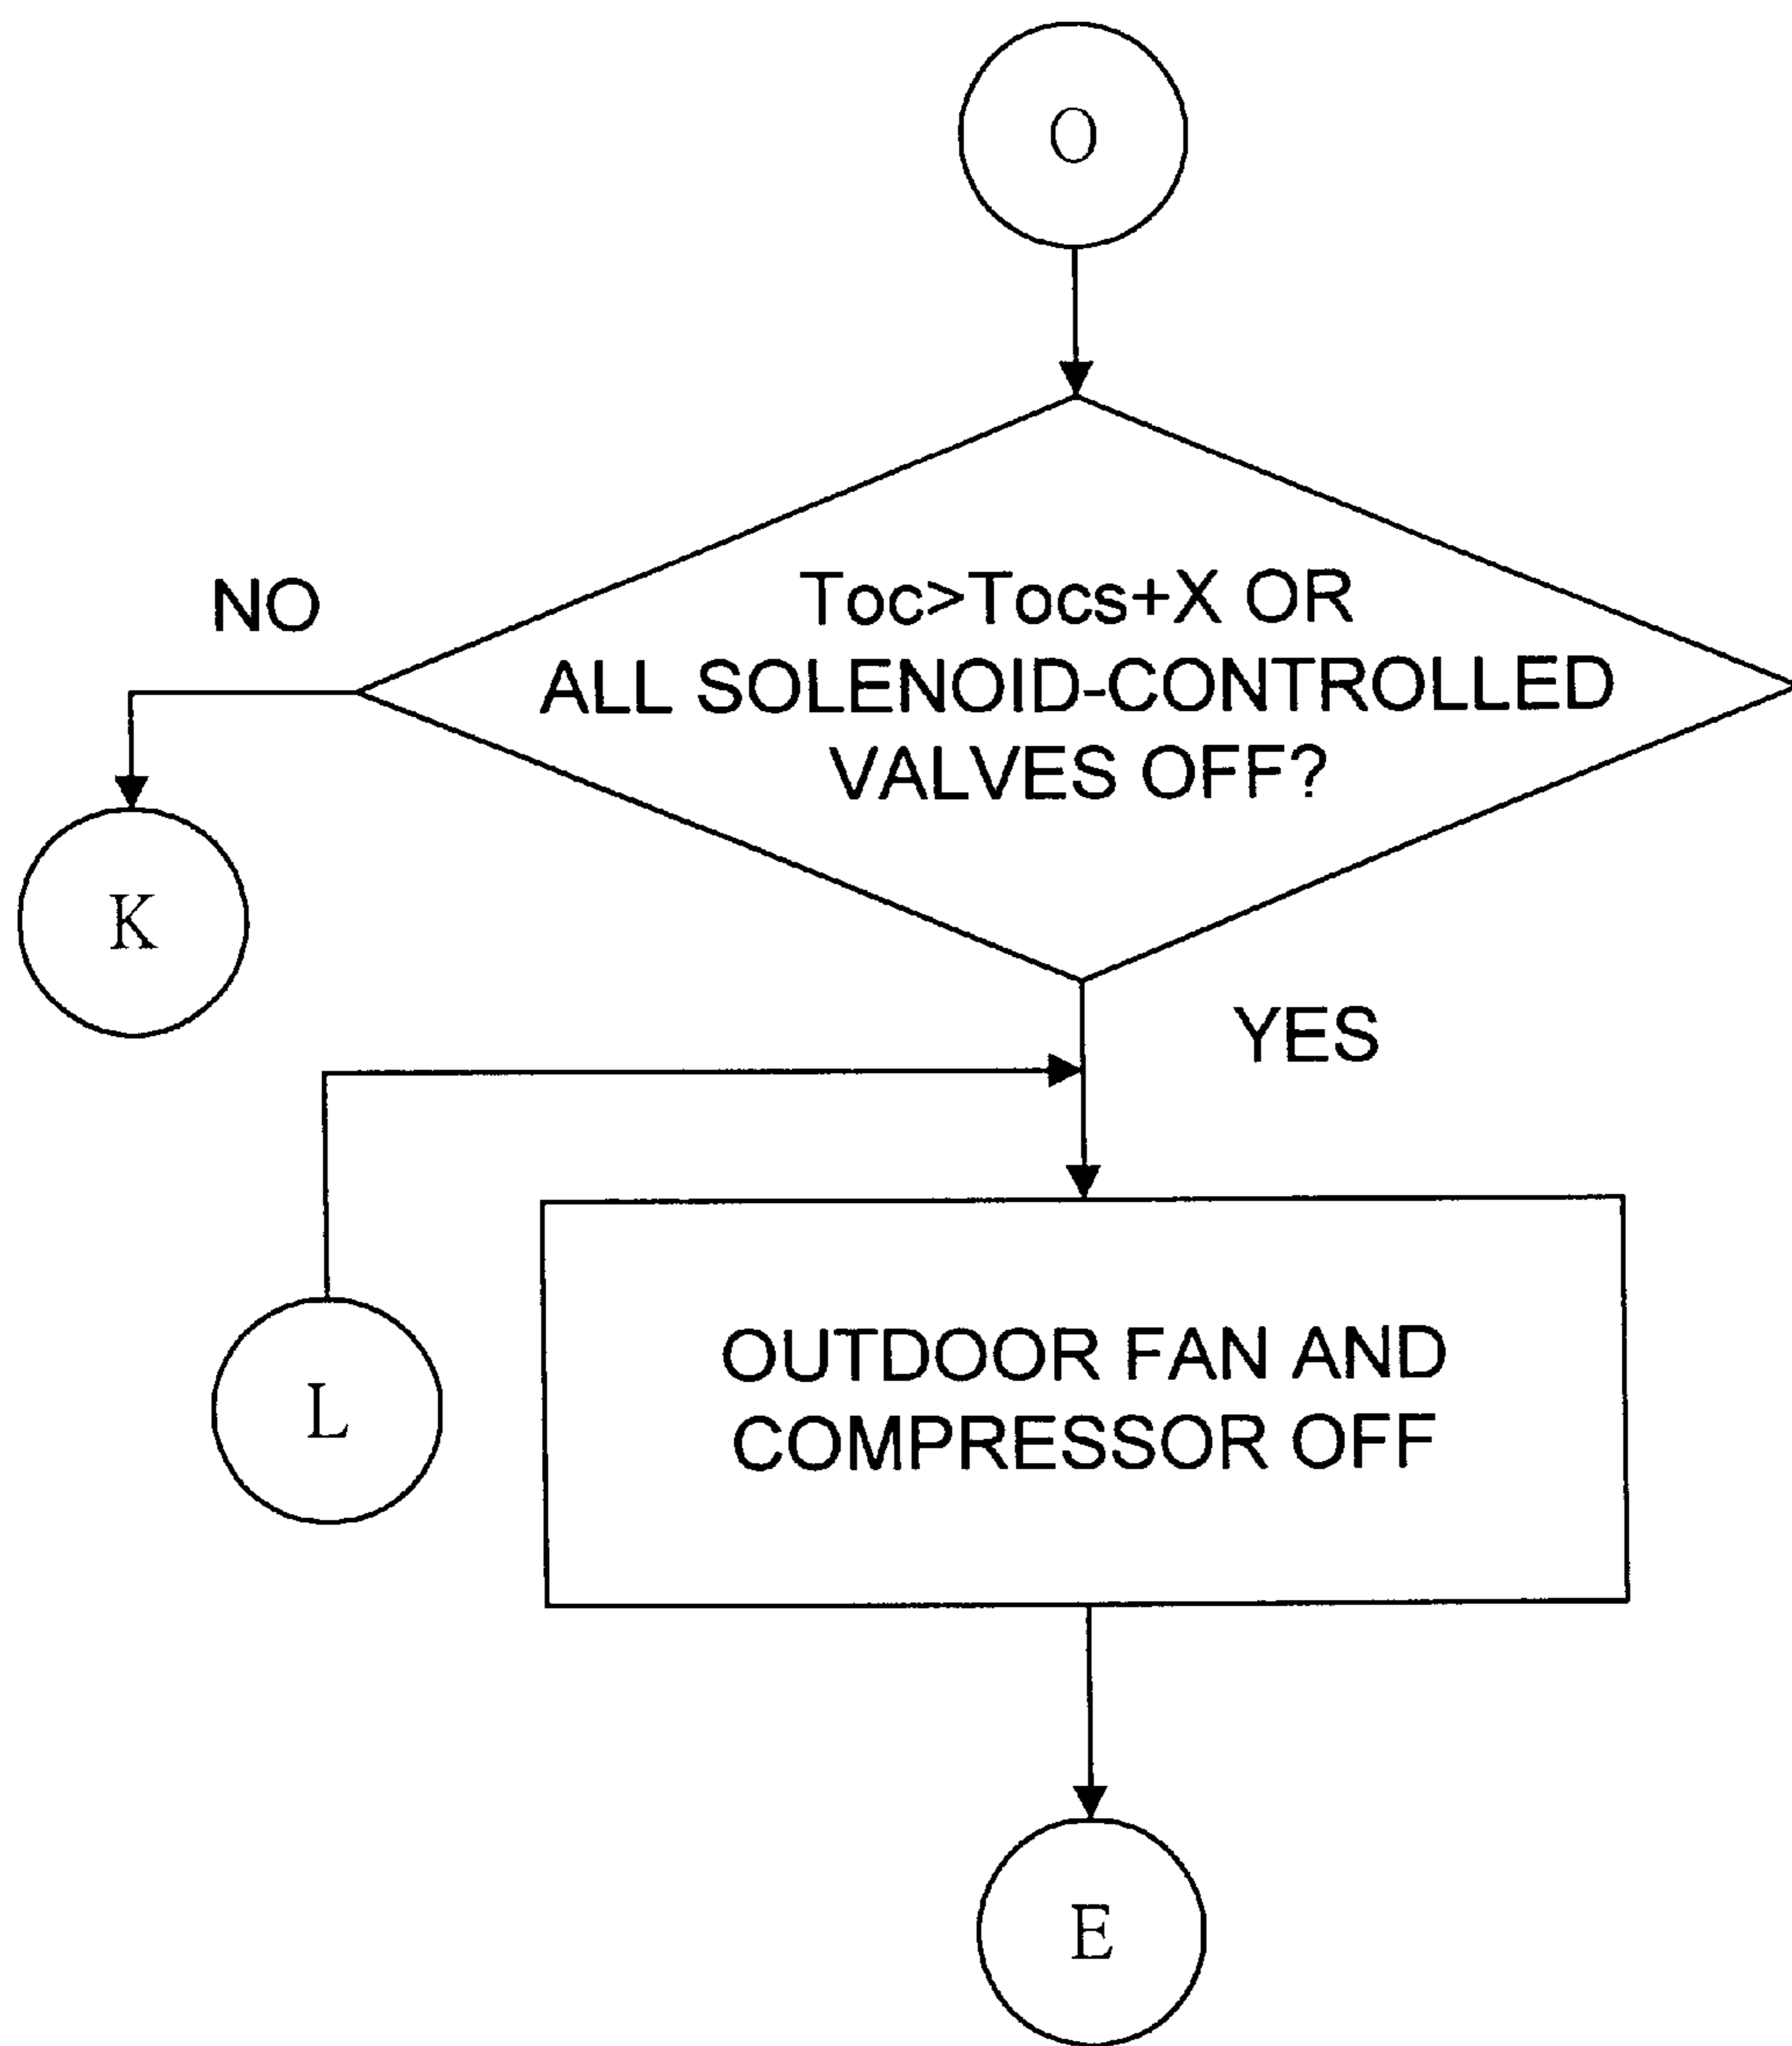 O
NO
Toc>Tocs+X OR
ALL SOLENOID-CONTROLLED
VALVES OFF?
K
YES
L
OUTDOOR FAN AND
COMPRESSOR OFF
E